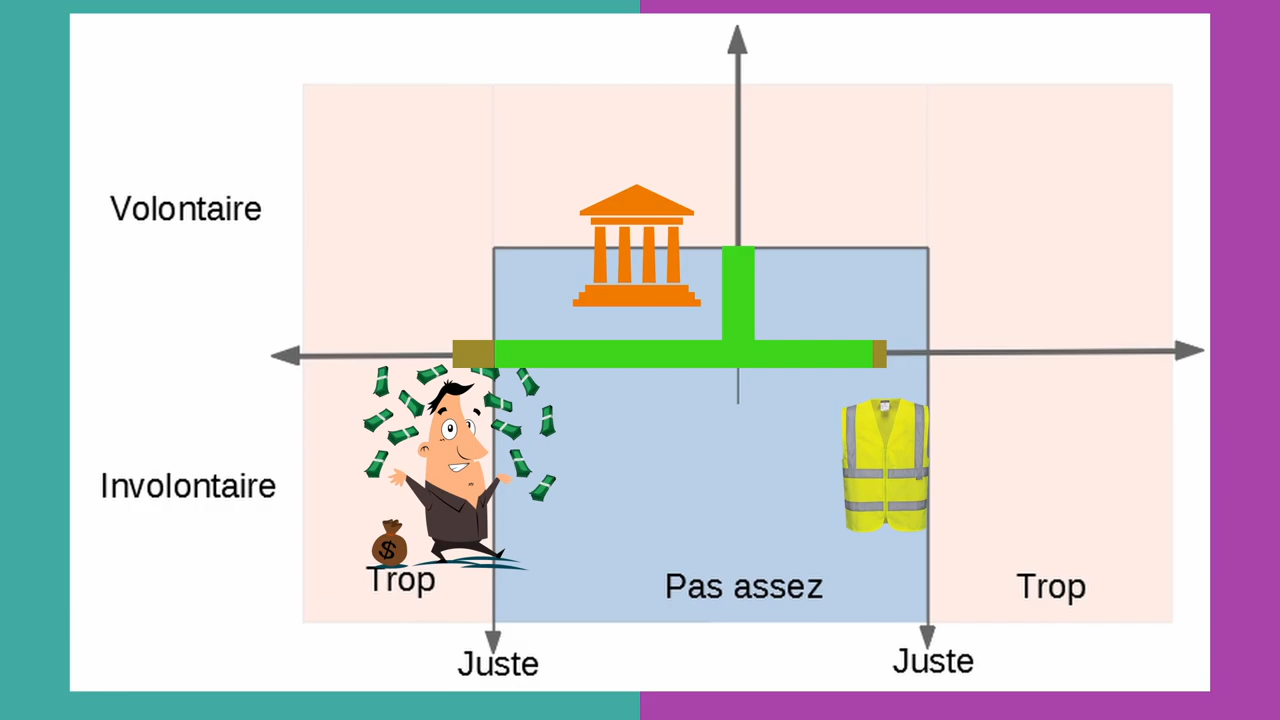 Volontaire
Involontaire
Trop
Pas assez
Trop
Juste
Juste
$